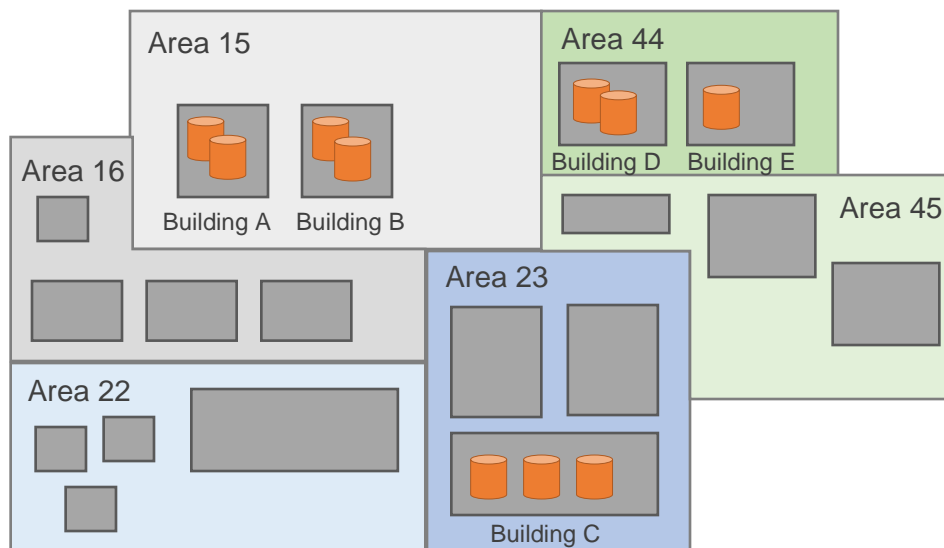 Area 15
Area 44
Building D
Building E
Area 16
Building A
Building B
Area 45
Area 23
Area 22
Building C